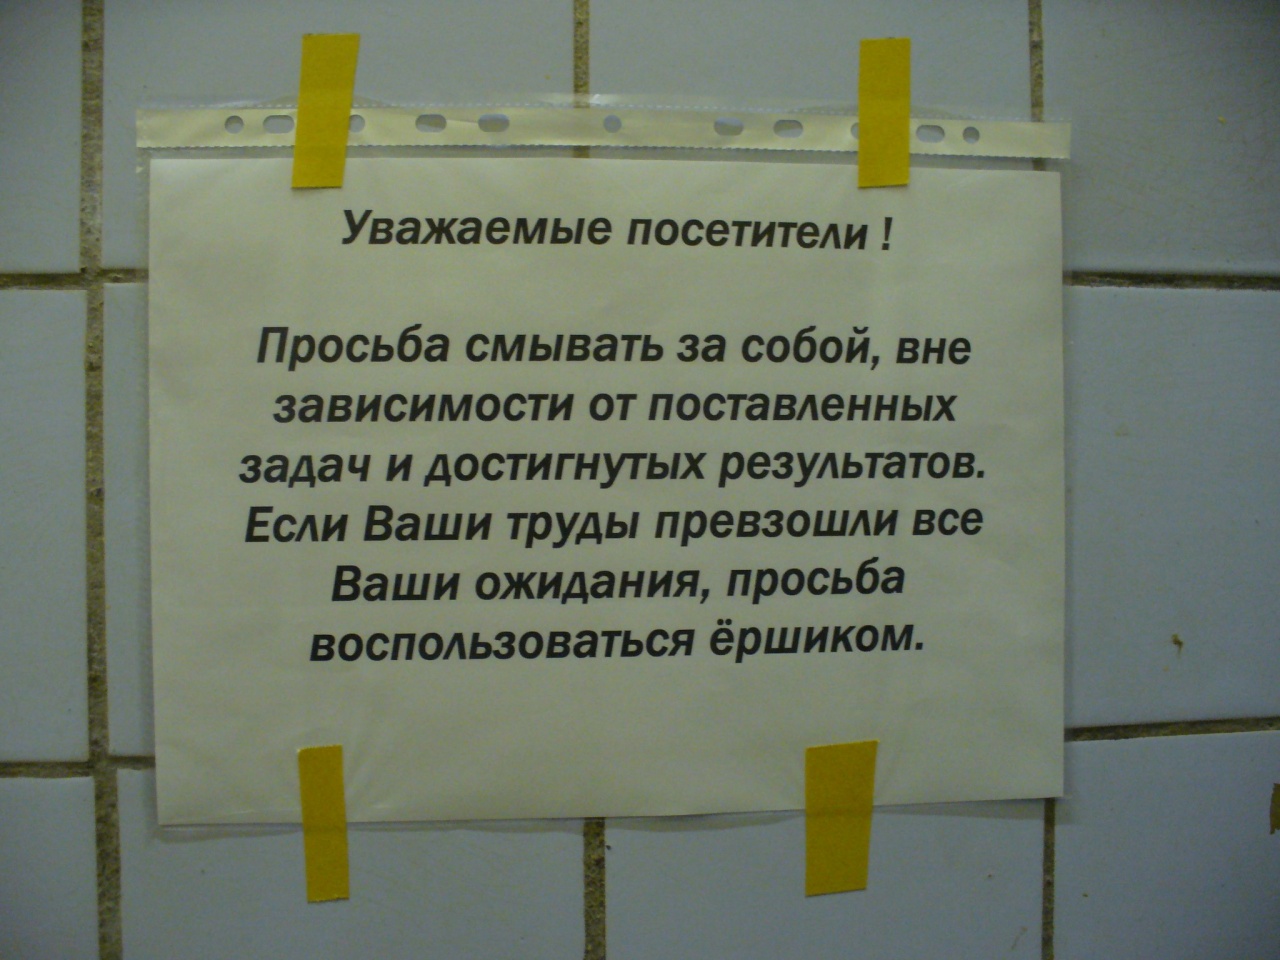 Уважаемые посетители !
Просьба смывать за собой, вне
зависимости от поставленных
задач и достигнутых результатов.
Если Ваши труды превзошли все
Ваши ожидания, просьба
воспользоваться ёршиком.